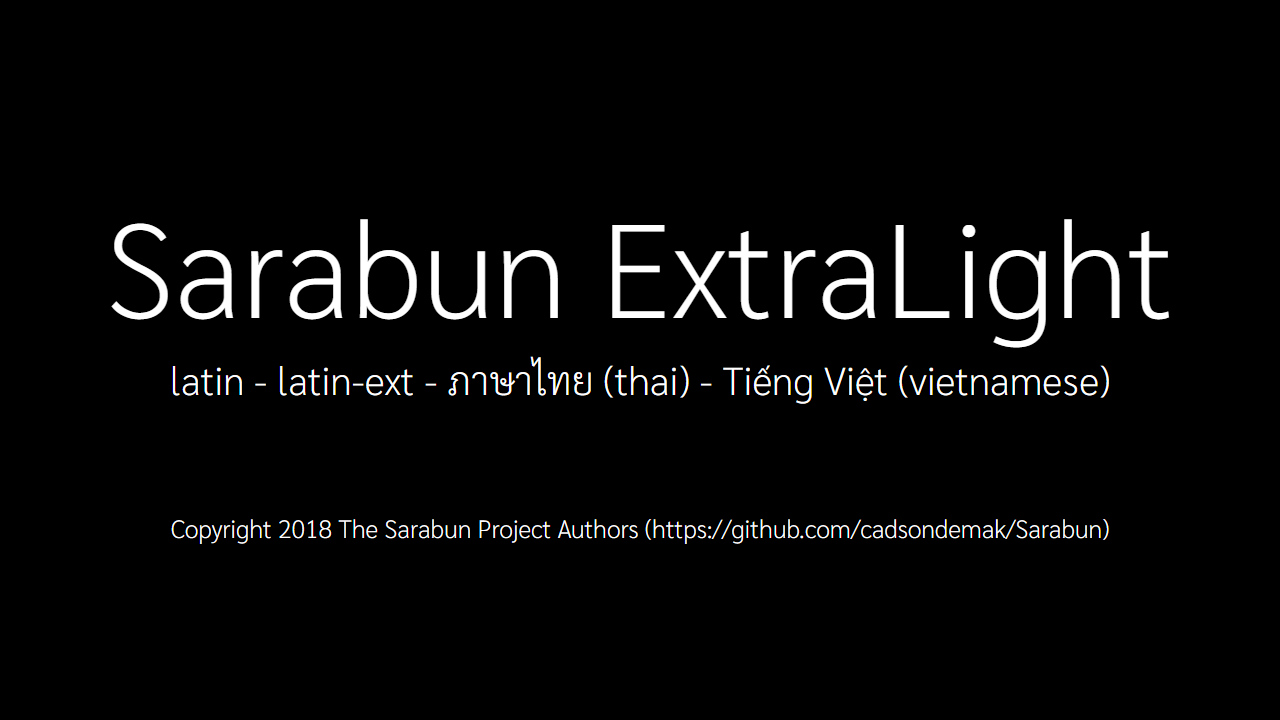 Sarabun ExtraLight
latin - latin-ext - ภาษาไทย (thai) - Tiếng Việt (vietnamese)
Copyright 2018 The Sarabun Project Authors (https://github.com/cadsondemak/Sarabun)